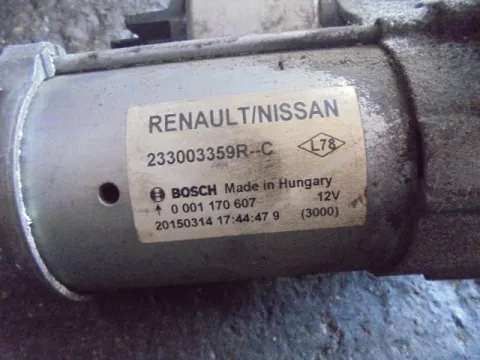 RENAULT/NISSAN
233003359R--C L78
BOSCH Made in Hungary
0 001 170 607 12V
20150314 17:44:47 9 (3000)